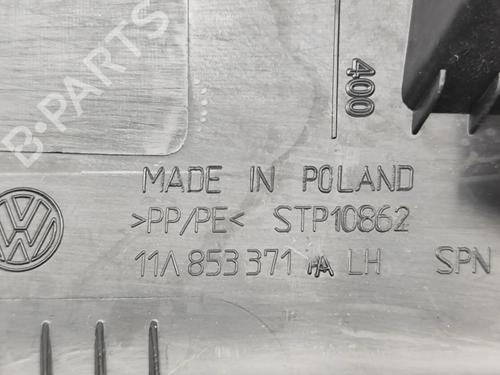 B-PARTS
400
MADE IN POLAND
>PP/PE< STP10862
11A 853 371 A LH SPN